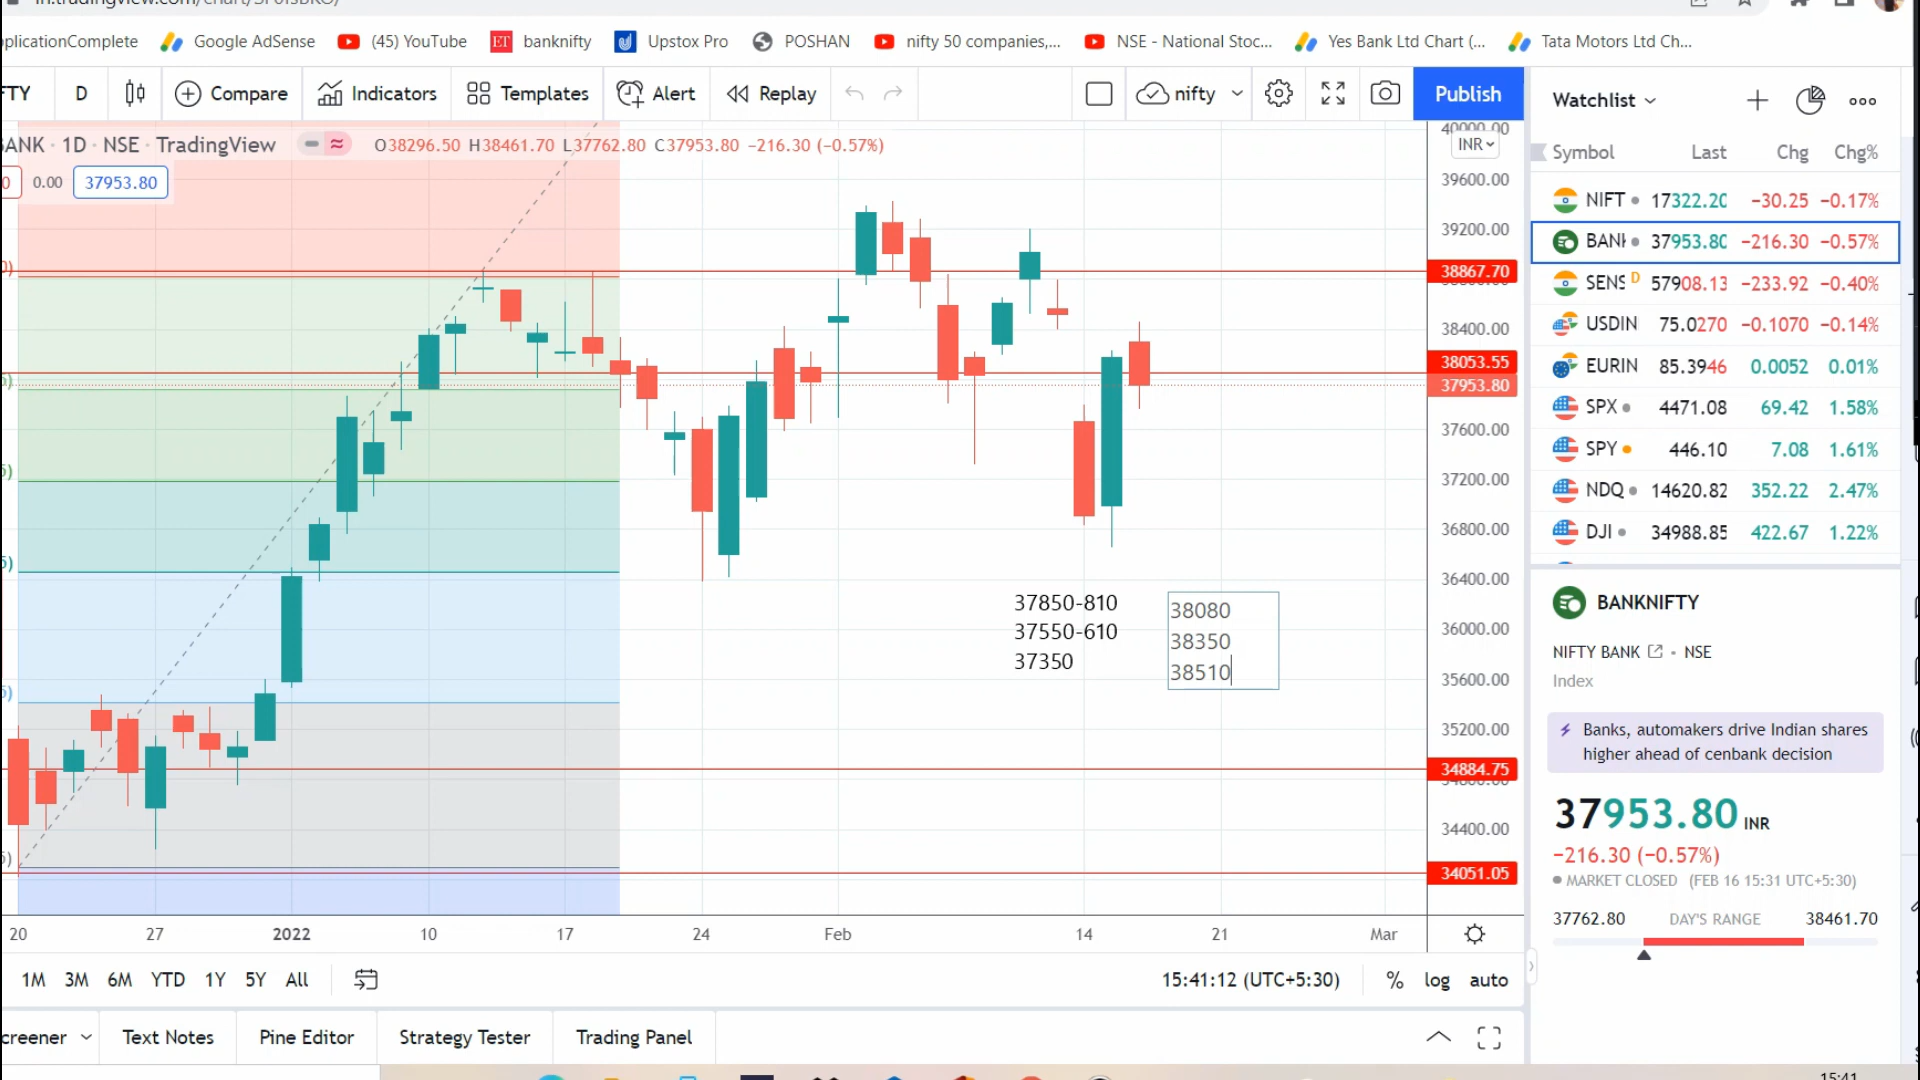 plicationComplete Google AdSense (45) YouTube ET banknifty Upstox Pro POSHAN nifty 50 companies,... NSE - National Stoc... Yes Bank Ltd Chart (... Tata Motors Ltd Ch...
FTY D Compare Indicators Templates Alert Replay nifty Publish Watchlist
BANK · 1D · NSE · TradingView O38296.50 H38461.70 L37762.80 C37953.80 −216.30 (−0.57%)
0 0.00 37953.80
40000.00
INR
39600.00
39200.00
38867.70
38400.00
38053.55
37953.80
37600.00
37200.00
36800.00
36400.00
36000.00
35600.00
35200.00
34884.75
34400.00
34051.05
37850-810
37550-610
37350
38080
38350
38510
20 27 2022 10 17 24 Feb 14 21 Mar
1M 3M 6M YTD 1Y 5Y All 15:41:12 (UTC+5:30) % log auto
creener Text Notes Pine Editor Strategy Tester Trading Panel
Symbol Last Chg Chg%
NIFT 17322.20 −30.25 −0.17%
BANK 37953.80 −216.30 −0.57%
SENS D 57908.13 −233.92 −0.40%
USDIN 75.0270 −0.1070 −0.14%
EURIN 85.3946 0.0052 0.01%
SPX 4471.08 69.42 1.58%
SPY 446.10 7.08 1.61%
NDQ 14620.82 352.22 2.47%
DJI 34988.85 422.67 1.22%
BANKNIFTY
NIFTY BANK • NSE
Index
Banks, automakers drive Indian shares
higher ahead of cenbank decision
37953.80 INR
−216.30 (−0.57%)
MARKET CLOSED (FEB 16 15:31 UTC+5:30)
37762.80 DAY'S RANGE 38461.70
15:41